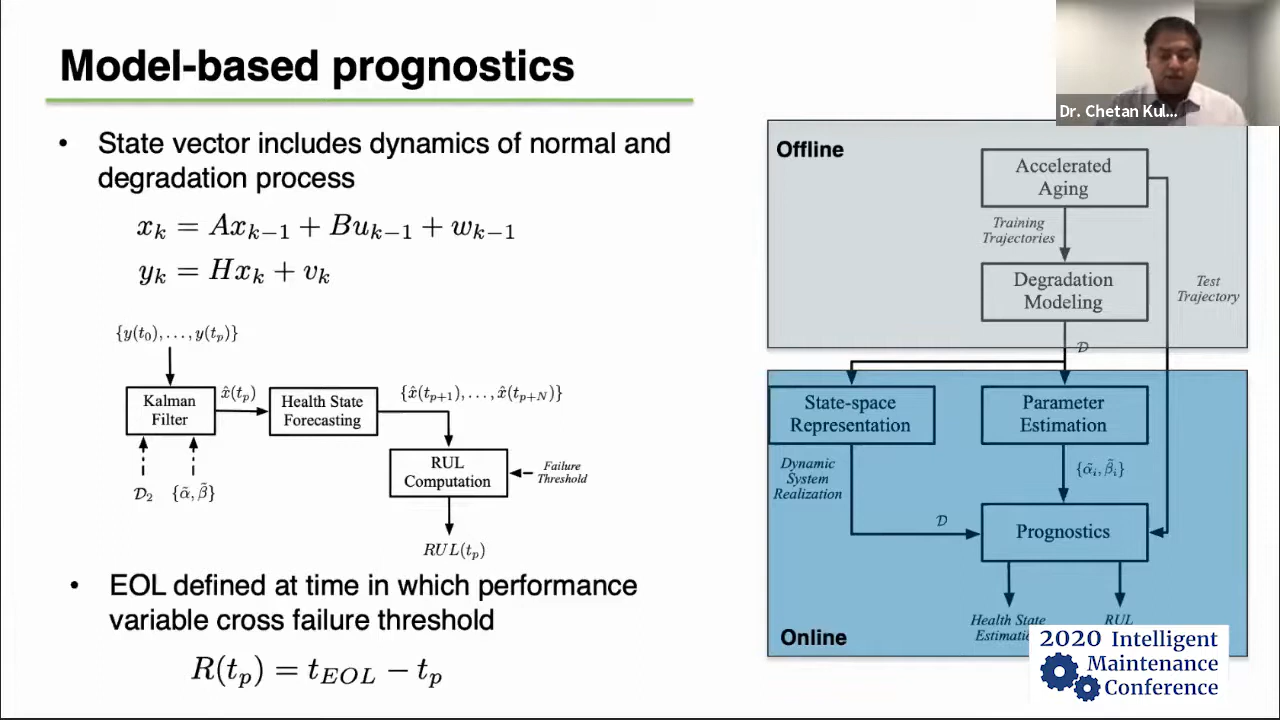 Model-based prognostics
Dr. Chetan Kul...
• State vector includes dynamics of normal and
degradation process
x_k = Ax_{k−1} + Bu_{k−1} + w_{k−1}
y_k = Hx_k + v_k
{y(t_0), . . . , y(t_p)}
Kalman
Filter
x̂(t_p)
Health State
Forecasting
{x̂(t_{p+1}), . . . , x̂(t_{p+N})}
RUL
Computation
Failure
Threshold
𝒟_2 {α̃, β̃}
RUL(t_p)
• EOL defined at time in which performance
variable cross failure threshold
R(t_p) = t_{EOL} − t_p
Offline
Accelerated
Aging
Training
Trajectories
Degradation
Modeling
Test
Trajectory
𝒟
State-space
Representation
Parameter
Estimation
Dynamic
System
Realization
{α̃_i, β̃_i}
𝒟
Prognostics
Health State
RUL
Online
2020 Intelligent
Maintenance
Conference